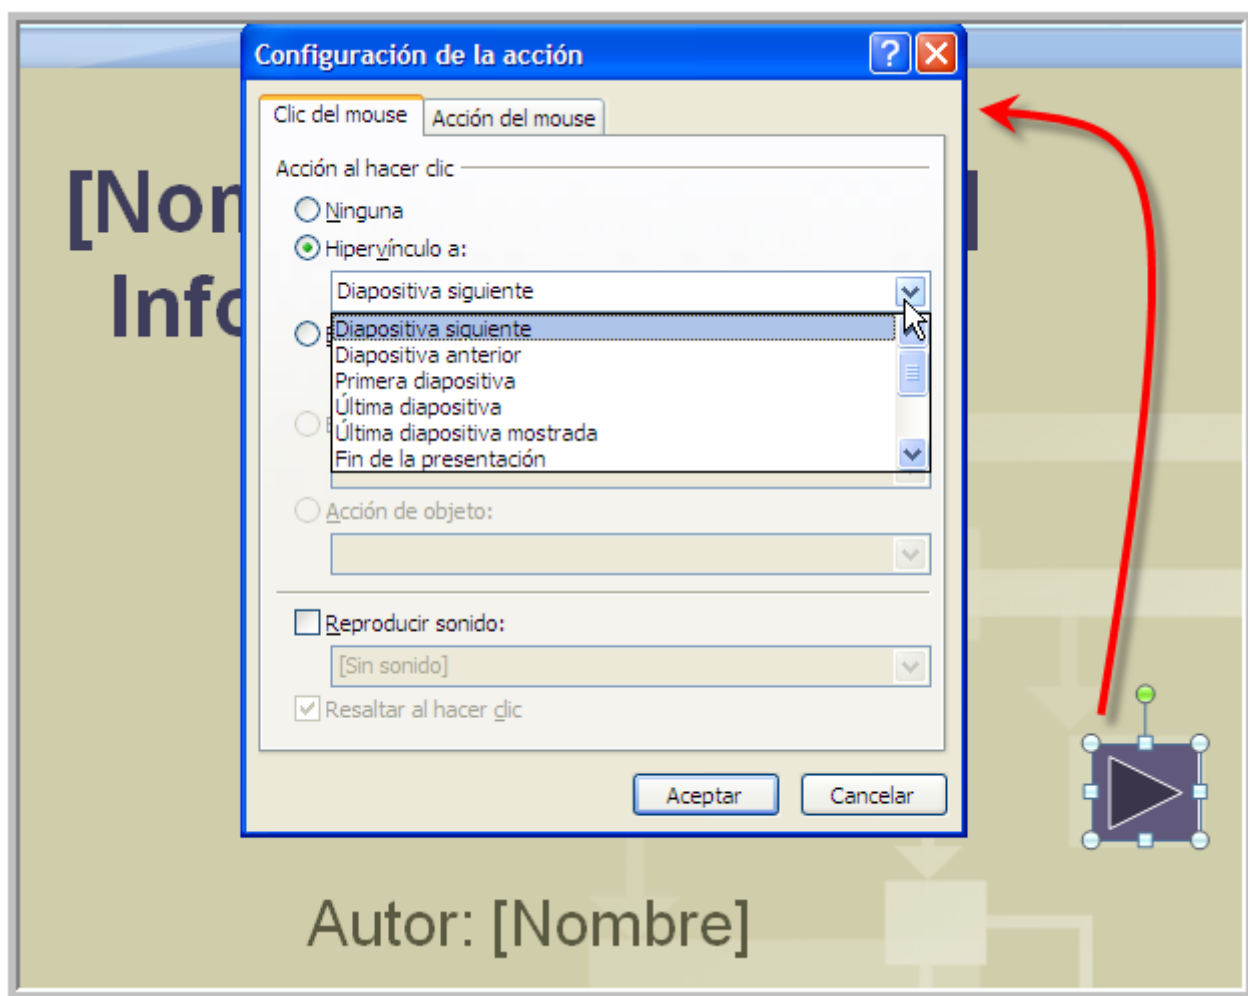 Configuración de la acción
Clic del mouse
Acción del mouse
Acción al hacer clic
[Nom
]
Ninguna
Hipervínculo a:
Info
Diapositiva siguiente
Diapositiva siguiente
Diapositiva anterior
Primera diapositiva
Última diapositiva
Última diapositiva mostrada
Fin de la presentación
Acción de objeto:
Reproducir sonido:
[Sin sonido]
Resaltar al hacer clic
Aceptar
Cancelar
Autor: [Nombre]